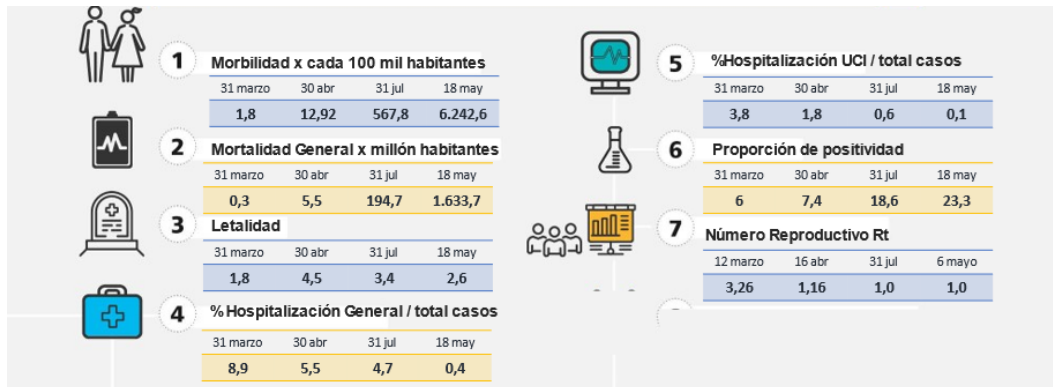 1
Morbilidad x cada 100 mil habitantes
31 marzo 30 abr 31 jul 18 may
1,8 12,92 567,8 6.242,6
2
Mortalidad General x millón habitantes
31 marzo 30 abr 31 jul 18 may
0,3 5,5 194,7 1.633,7
3
Letalidad
31 marzo 30 abr 31 jul 18 may
1,8 4,5 3,4 2,6
4
%Hospitalización General / total casos
31 marzo 30 abr 31 jul 18 may
8,9 5,5 4,7 0,4
5
%Hospitalización UCI / total casos
31 marzo 30 abr 31 jul 18 may
3,8 1,8 0,6 0,1
6
Proporción de positividad
31 marzo 30 abr 31 jul 18 may
6 7,4 18,6 23,3
7
Número Reproductivo Rt
12 marzo 16 abr 31 jul 6 mayo
3,26 1,16 1,0 1,0